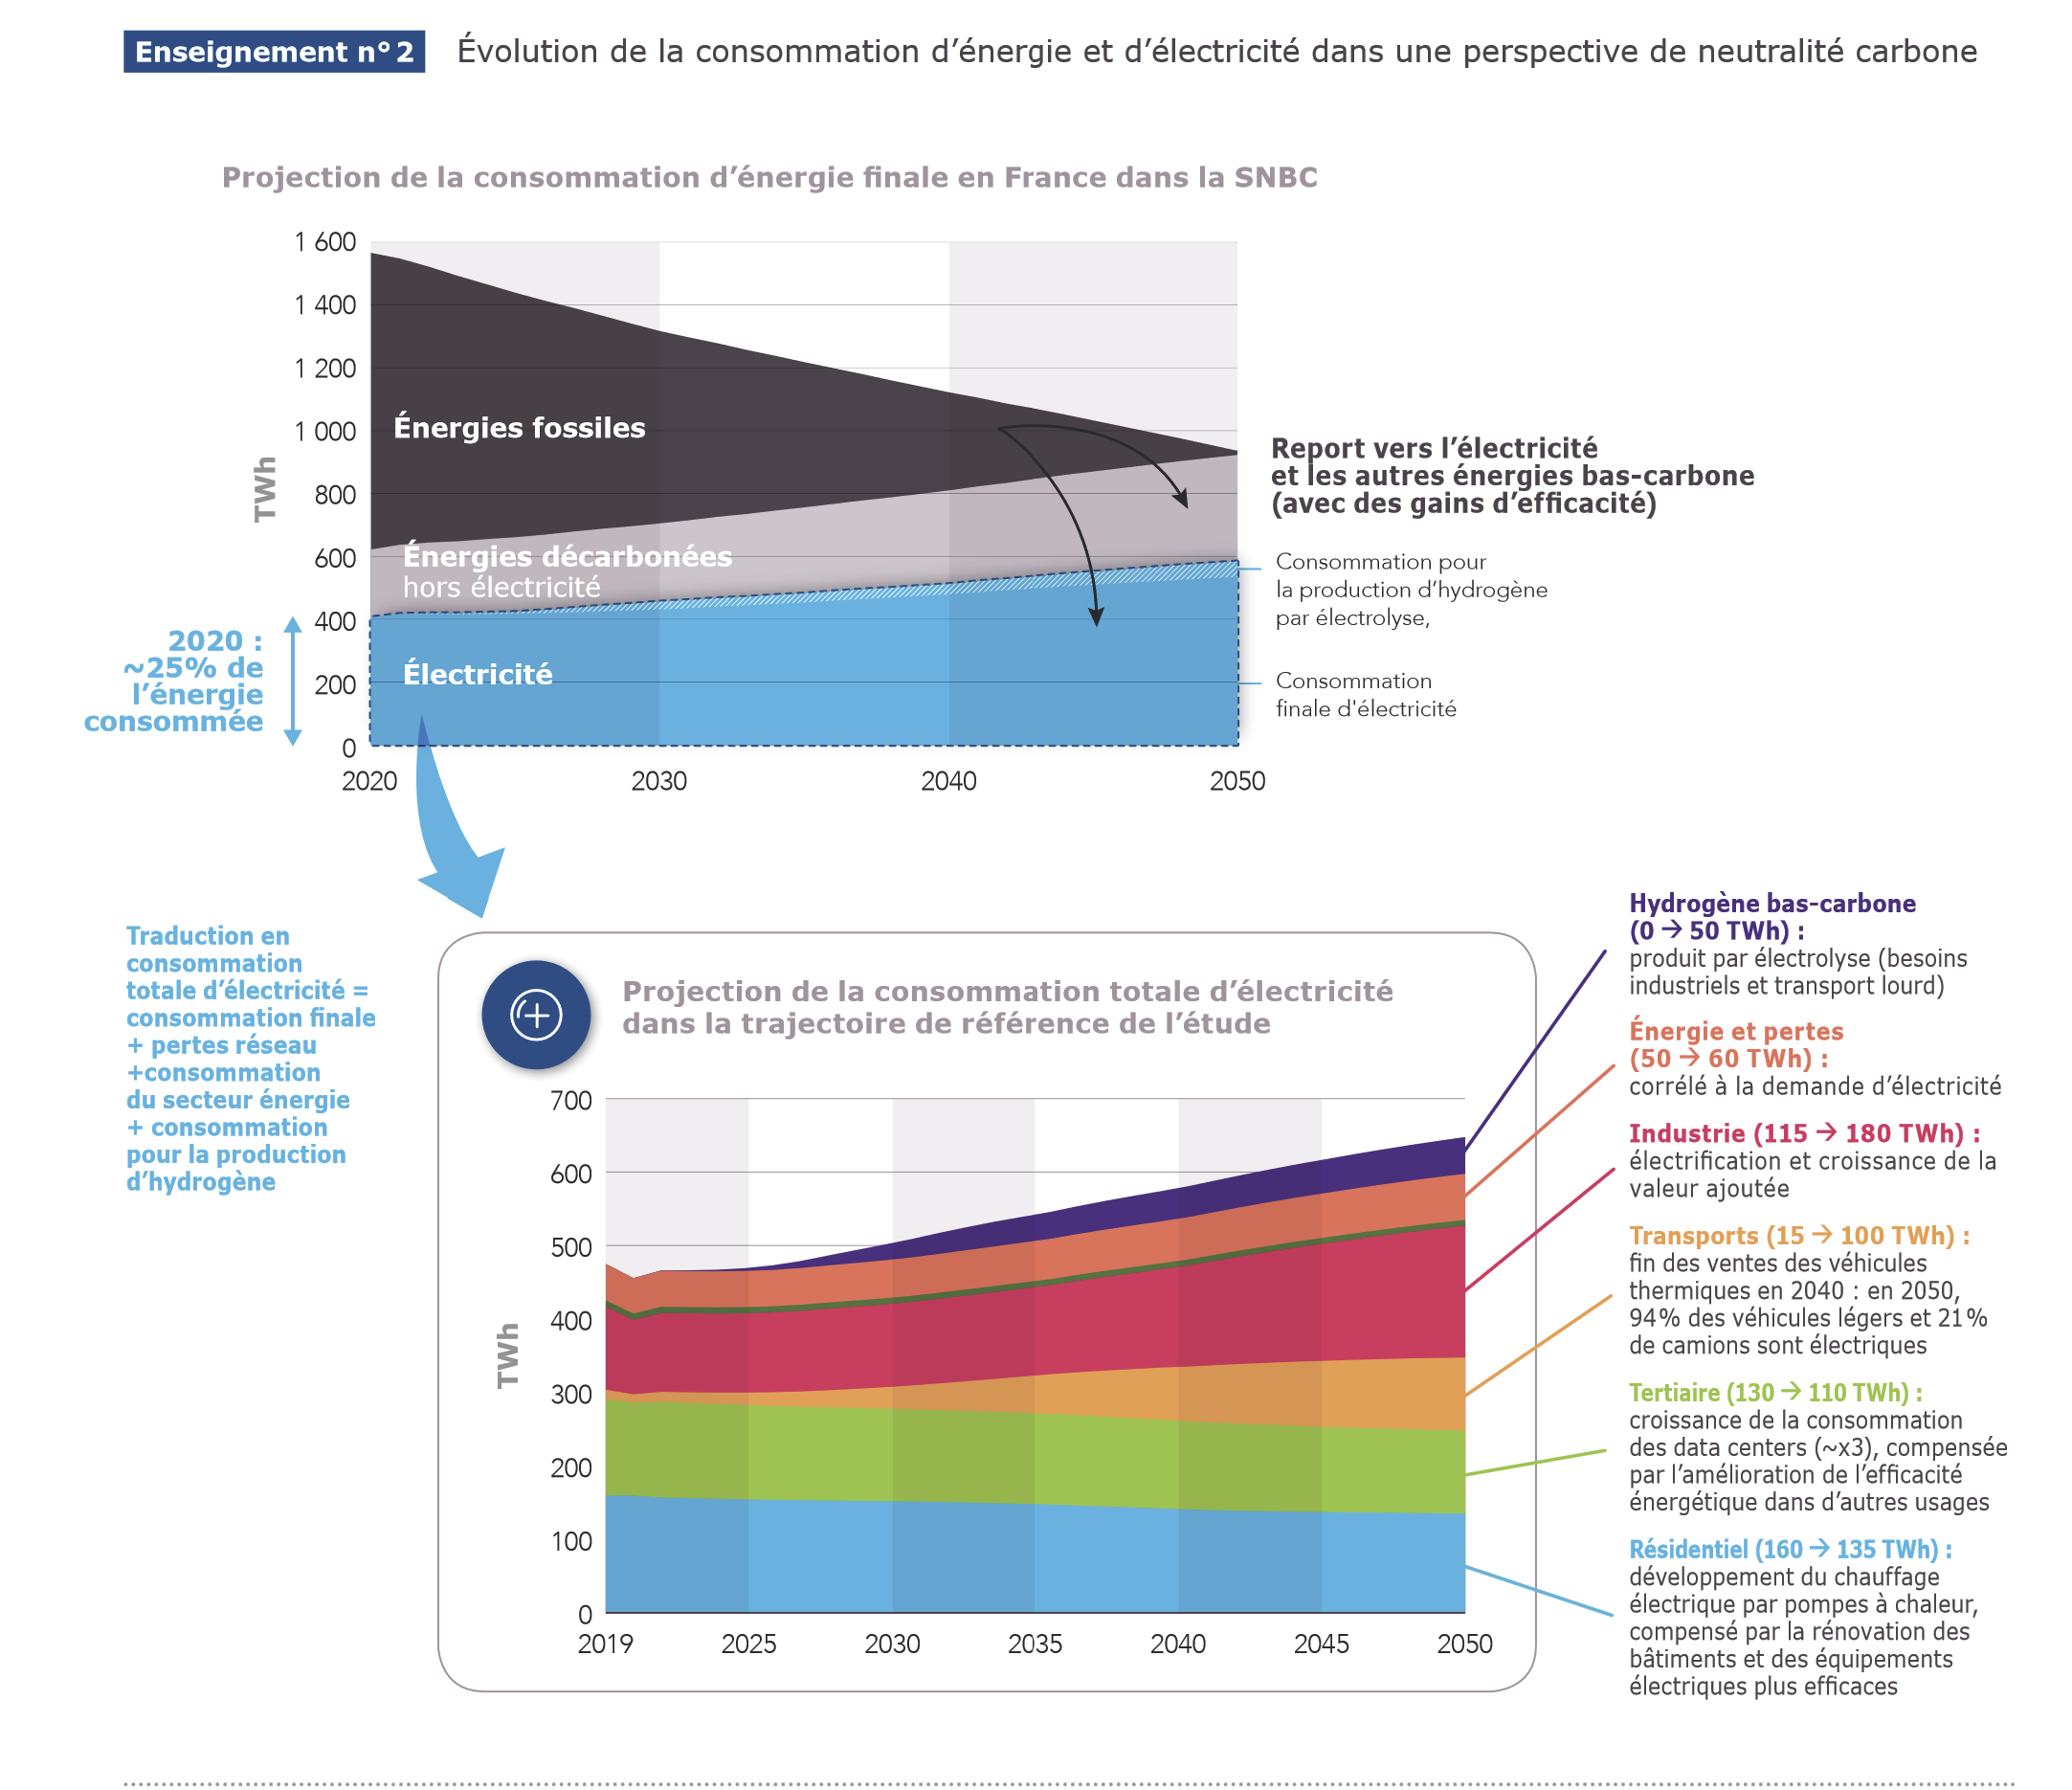 Enseignement n° 2
Évolution de la consommation d’énergie et d’électricité dans une perspective de neutralité carbone
Projection de la consommation d’énergie finale en France dans la SNBC
TWh
1 600
1 400
1 200
1 000
800
600
400
200
0
2020
2030
2040
2050
Énergies fossiles
Énergies décarbonées
hors électricité
Électricité
2020 :
~25% de
l’énergie
consommée
Report vers l’électricité
et les autres énergies bas-carbone
(avec des gains d’efficacité)
Consommation pour
la production d’hydrogène
par électrolyse,
Consommation
finale d'électricité
Traduction en
consommation
totale d’électricité =
consommation finale
+ pertes réseau
+consommation
du secteur énergie
+ consommation
pour la production
d’hydrogène
Projection de la consommation totale d’électricité
dans la trajectoire de référence de l’étude
TWh
700
600
500
400
300
200
100
0
2019
2025
2030
2035
2040
2045
2050
Hydrogène bas-carbone
(0 → 50 TWh) :
produit par électrolyse (besoins
industriels et transport lourd)
Énergie et pertes
(50 → 60 TWh) :
corrélé à la demande d’électricité
Industrie (115 → 180 TWh) :
électrification et croissance de la
valeur ajoutée
Transports (15 → 100 TWh) :
fin des ventes des véhicules
thermiques en 2040 : en 2050,
94% des véhicules légers et 21%
de camions sont électriques
Tertiaire (130 → 110 TWh) :
croissance de la consommation
des data centers (~x3), compensée
par l’amélioration de l’efficacité
énergétique dans d’autres usages
Résidentiel (160 → 135 TWh) :
développement du chauffage
électrique par pompes à chaleur,
compensé par la rénovation des
bâtiments et des équipements
électriques plus efficaces